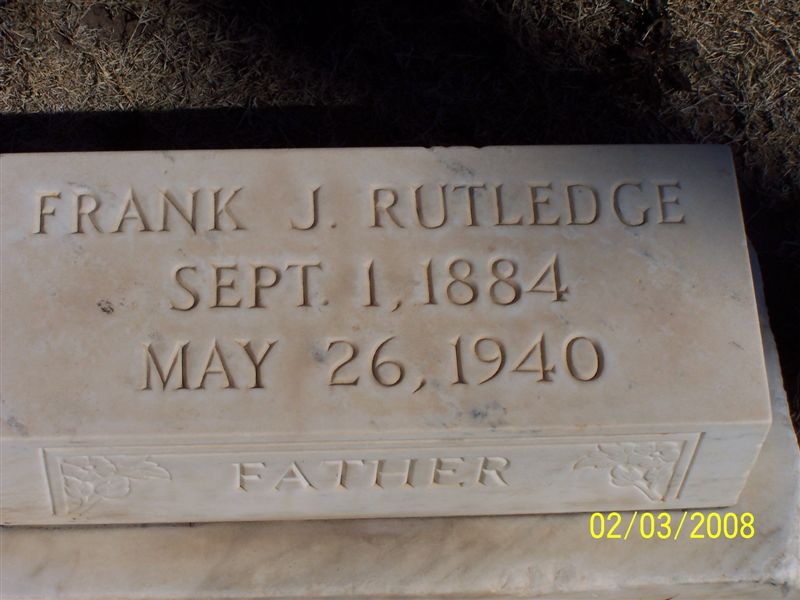 FRANK J. RUTLEDGE
SEPT. 1, 1884
MAY 26, 1940
FATHER
02/03/2008